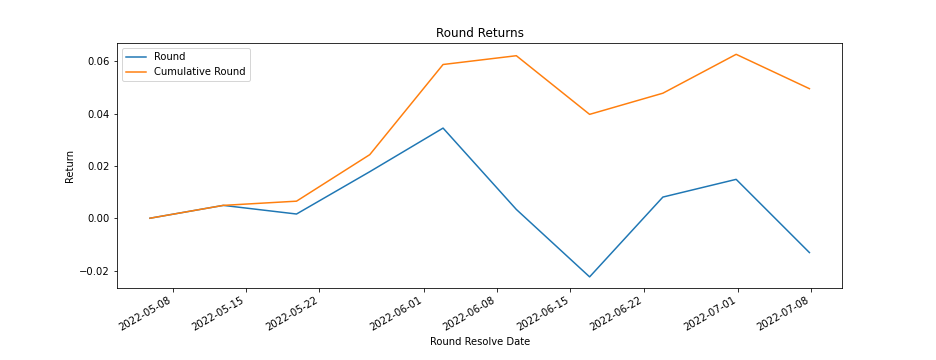 Round Returns
Round
Cumulative Round
0.06
0.04
0.02
0.00
−0.02
Return
2022-05-08
2022-05-15
2022-05-22
2022-06-01
2022-06-08
2022-06-15
2022-06-22
2022-07-01
2022-07-08
Round Resolve Date